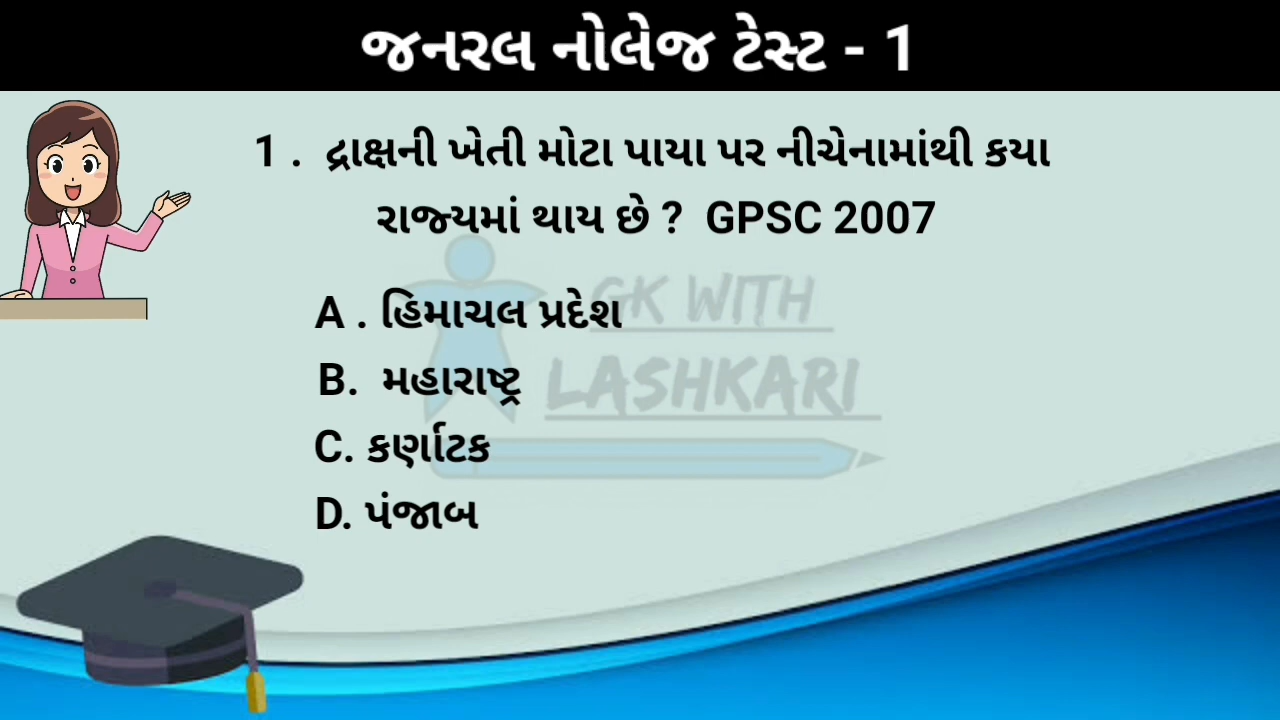 જનરલ નોલેજ ટેસ્ટ - 1
1 . દ્રાક્ષની ખેતી મોટા પાયા પર નીચેનામાંથી કયા
રાજ્યમાં થાય છે ? GPSC 2007
GK WITH
LASHKARI
A . હિમાચલ પ્રદેશ
B. મહારાષ્ટ્ર
C. કર્ણાટક
D. પંજાબ